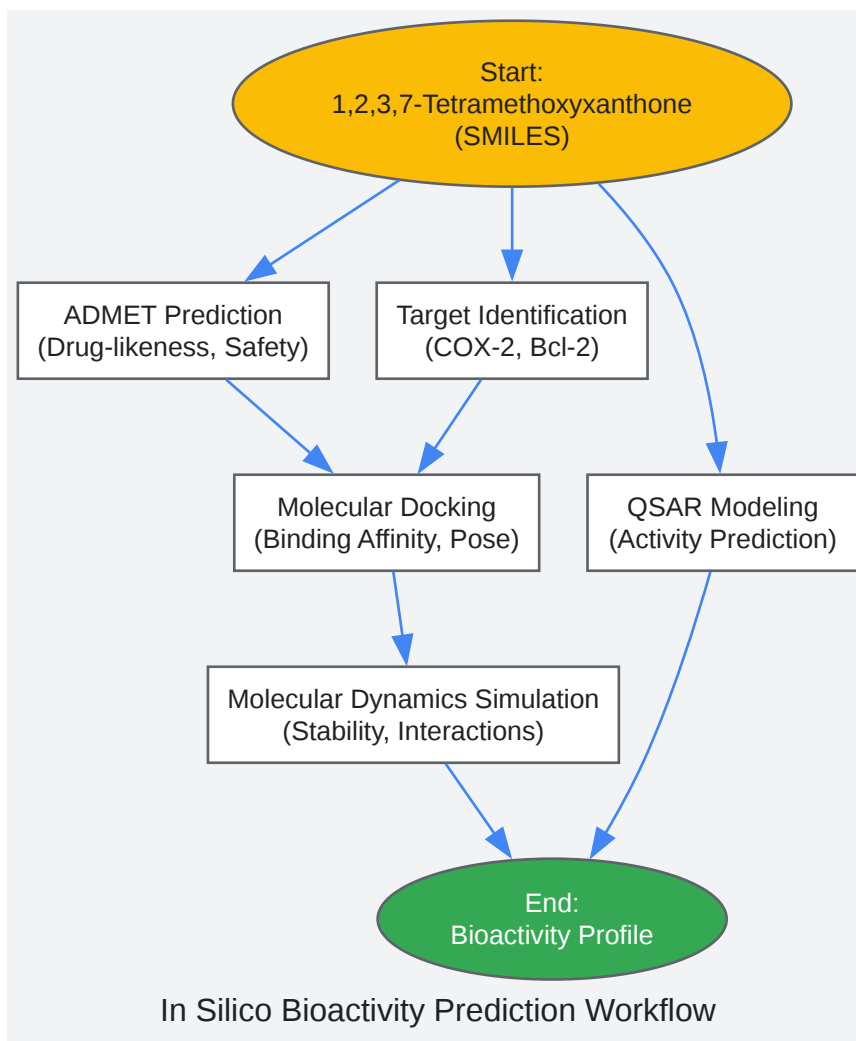 Start:
1,2,3,7-Tetramethoxyxanthone
(SMILES)
ADMET Prediction
(Drug-likeness, Safety)
Target Identification
(COX-2, Bcl-2)
Molecular Docking
(Binding Affinity, Pose)
QSAR Modeling
(Activity Prediction)
Molecular Dynamics Simulation
(Stability, Interactions)
End:
Bioactivity Profile
In Silico Bioactivity Prediction Workflow